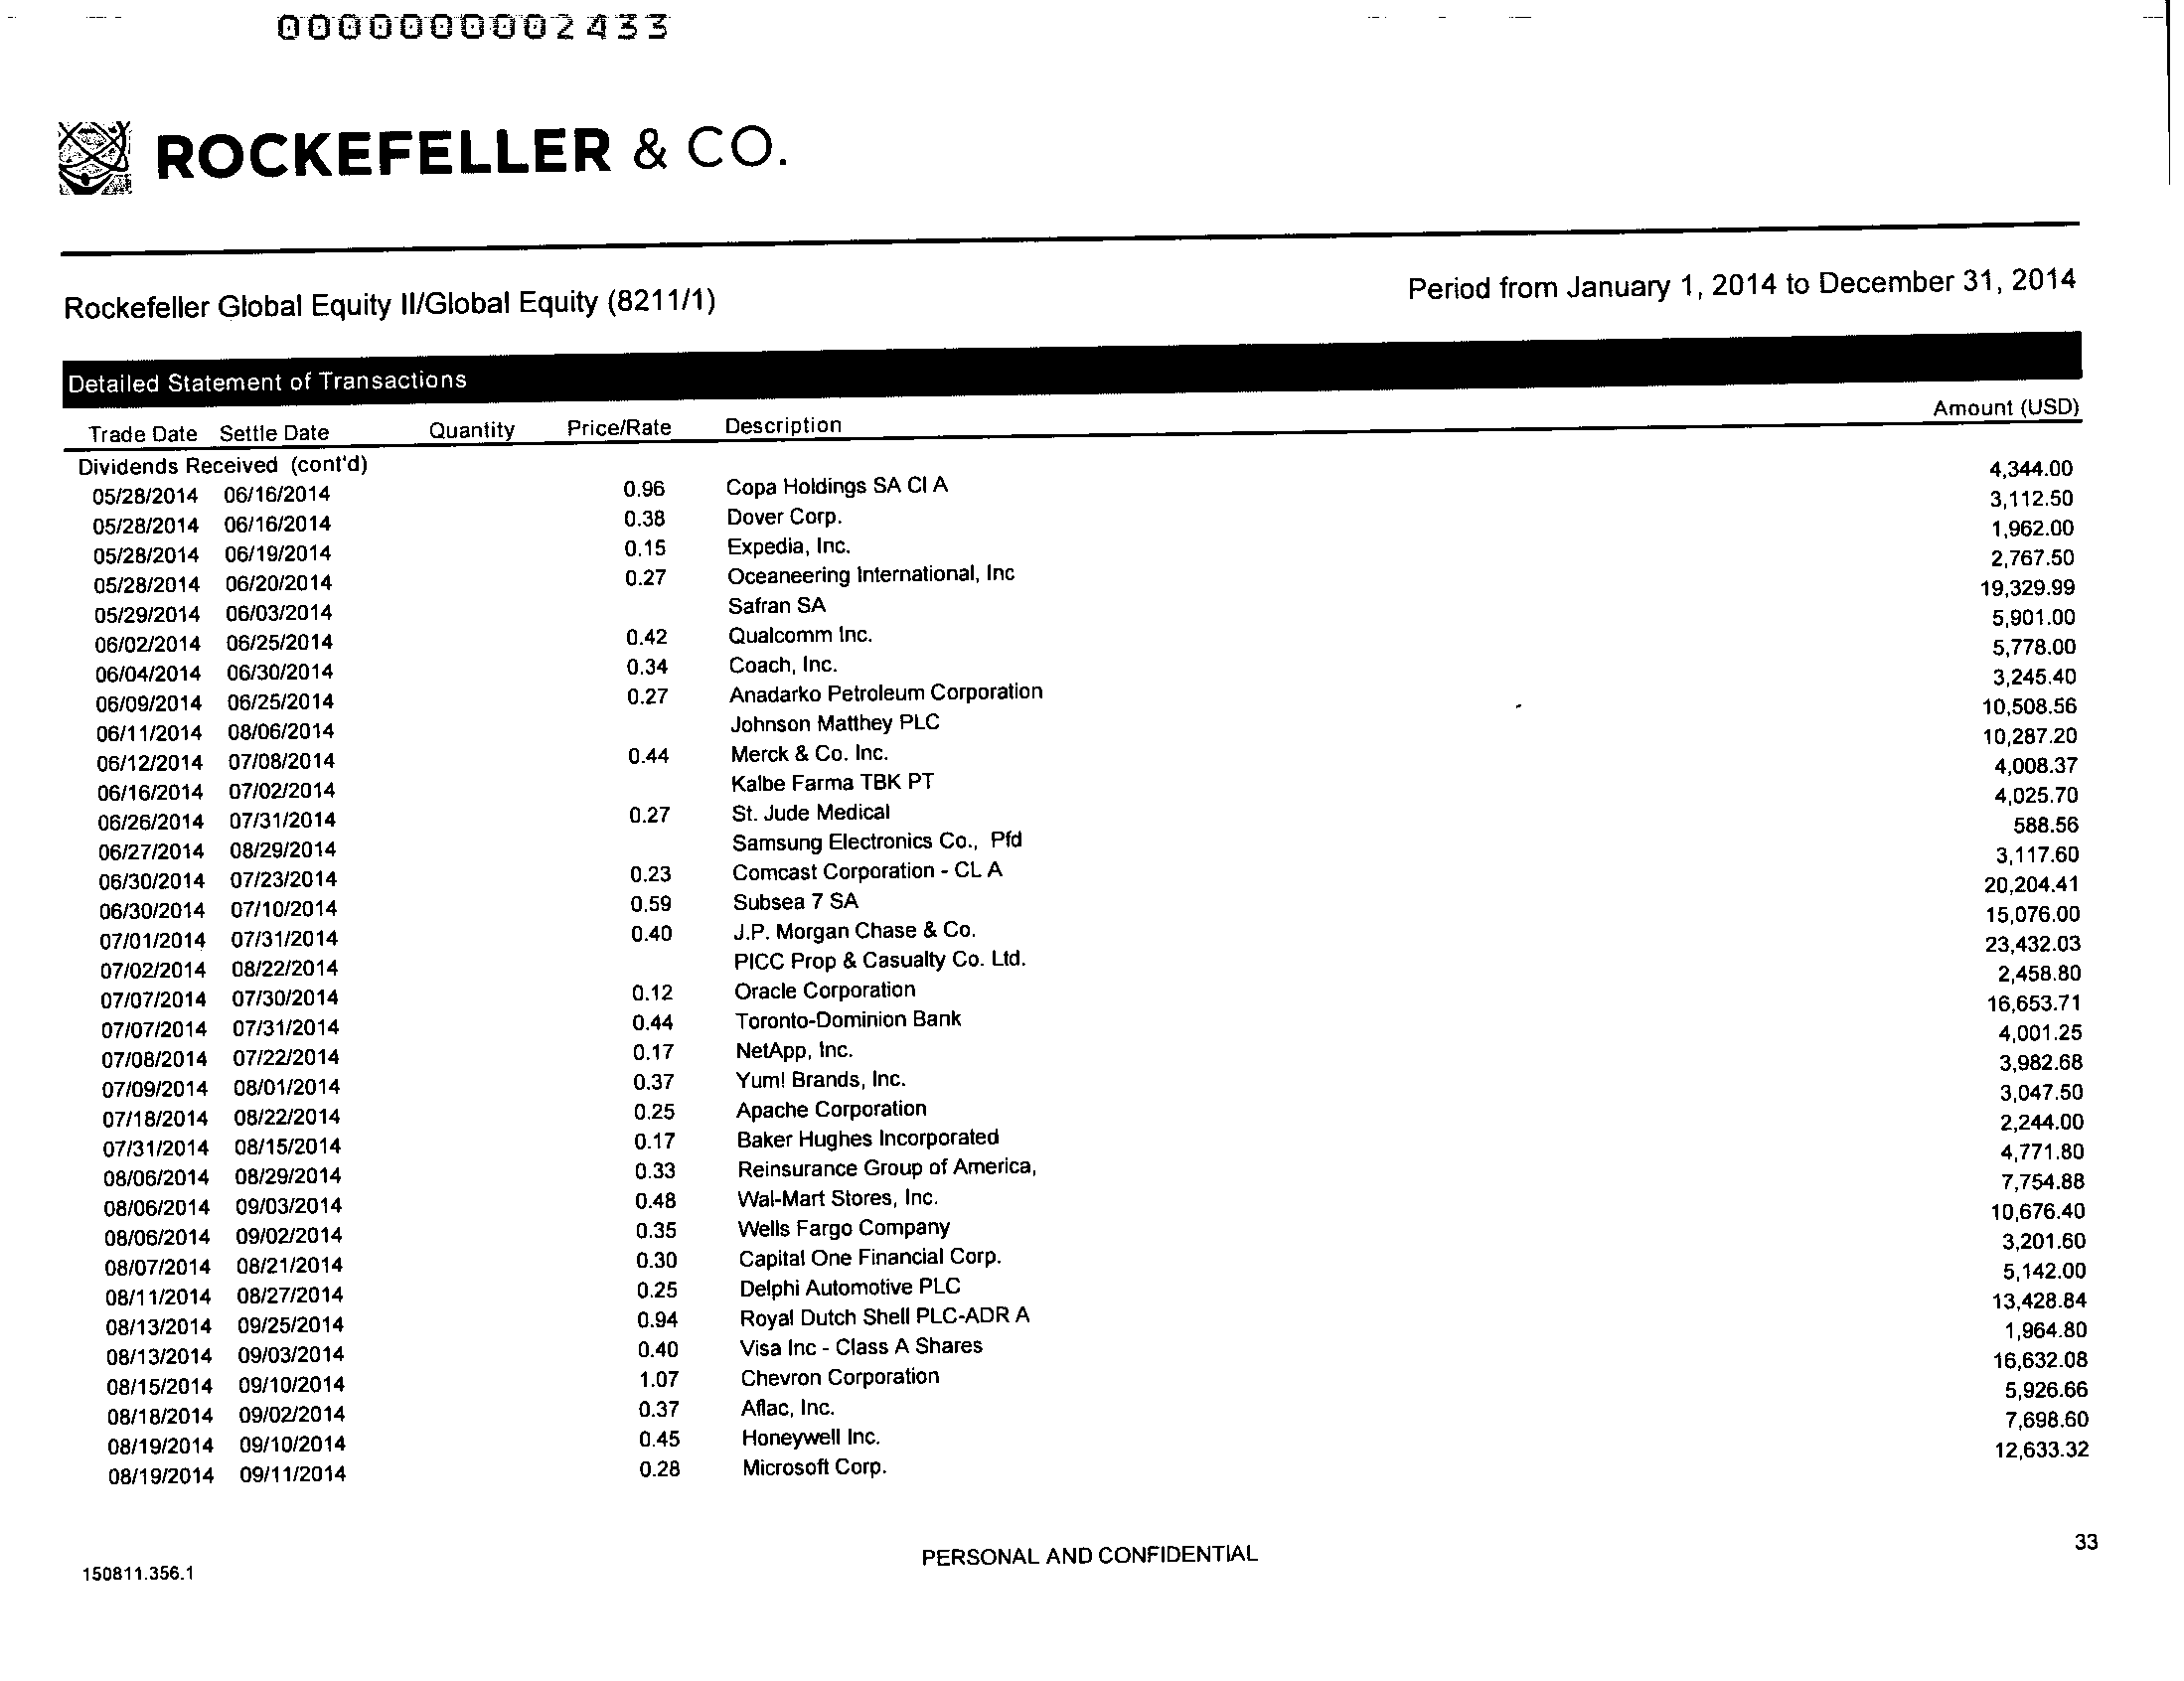 0000000002433
ROCKEFELLER & CO.
Rockefeller Global Equity II/Global Equity (8211/1) Period from January 1, 2014 to December 31, 2014
Detailed Statement of Transactions
Trade Date Settle Date Quantity Price/Rate Description Amount (USD)
Dividends Received (cont'd)
05/28/2014 06/16/2014 0.96 Copa Holdings SA Cl A 4,344.00
05/28/2014 06/16/2014 0.38 Dover Corp. 3,112.50
05/28/2014 06/19/2014 0.15 Expedia, Inc. 1,962.00
05/28/2014 06/20/2014 0.27 Oceaneering International, Inc 2,767.50
05/29/2014 06/03/2014 Safran SA 19,329.99
06/02/2014 06/25/2014 0.42 Qualcomm Inc. 5,901.00
06/04/2014 06/30/2014 0.34 Coach, Inc. 5,778.00
06/09/2014 06/25/2014 0.27 Anadarko Petroleum Corporation 3,245.40
06/11/2014 08/06/2014 Johnson Matthey PLC 10,508.56
06/12/2014 07/08/2014 0.44 Merck & Co. Inc. 10,287.20
06/16/2014 07/02/2014 Kalbe Farma TBK PT 4,008.37
06/26/2014 07/31/2014 0.27 St. Jude Medical 4,025.70
06/27/2014 08/29/2014 Samsung Electronics Co., Pfd 588.56
06/30/2014 07/23/2014 0.23 Comcast Corporation - CL A 3,117.60
06/30/2014 07/10/2014 0.59 Subsea 7 SA 20,204.41
07/01/2014 07/31/2014 0.40 J.P. Morgan Chase & Co. 15,076.00
07/02/2014 08/22/2014 PICC Prop & Casualty Co. Ltd. 23,432.03
07/07/2014 07/30/2014 0.12 Oracle Corporation 2,458.80
07/07/2014 07/31/2014 0.44 Toronto-Dominion Bank 16,653.71
07/08/2014 07/22/2014 0.17 NetApp, Inc. 4,001.25
07/09/2014 08/01/2014 0.37 Yum! Brands, Inc. 3,982.68
07/18/2014 08/22/2014 0.25 Apache Corporation 3,047.50
07/31/2014 08/15/2014 0.17 Baker Hughes Incorporated 2,244.00
08/06/2014 08/29/2014 0.33 Reinsurance Group of America, 4,771.80
08/06/2014 09/03/2014 0.48 Wal-Mart Stores, Inc. 7,754.88
08/06/2014 09/02/2014 0.35 Wells Fargo Company 10,676.40
08/07/2014 08/21/2014 0.30 Capital One Financial Corp. 3,201.60
08/11/2014 08/27/2014 0.25 Delphi Automotive PLC 5,142.00
08/13/2014 09/25/2014 0.94 Royal Dutch Shell PLC-ADR A 13,428.84
08/13/2014 09/03/2014 0.40 Visa Inc - Class A Shares 1,964.80
08/15/2014 09/10/2014 1.07 Chevron Corporation 16,632.08
08/18/2014 09/02/2014 0.37 Aflac, Inc. 5,926.66
08/19/2014 09/10/2014 0.45 Honeywell Inc. 7,698.60
08/19/2014 09/11/2014 0.28 Microsoft Corp. 12,633.32
150811.356.1 PERSONAL AND CONFIDENTIAL 33